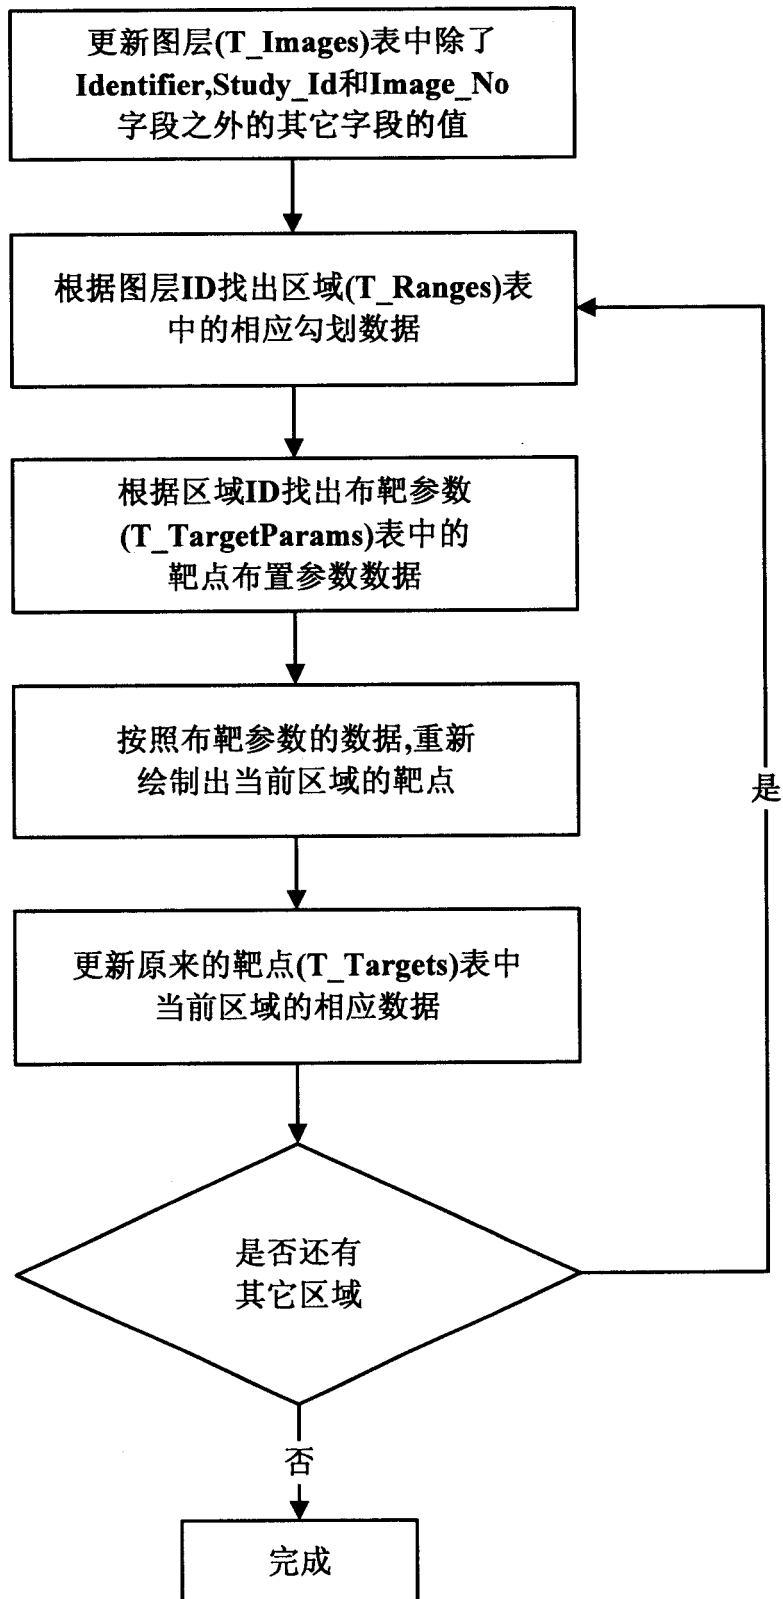 更新图层(T_Images)表中除了
Identifier,Study_Id和Image_No
字段之外的其它字段的值
根据图层ID找出区域(T_Ranges)表
中的相应勾划数据
根据区域ID找出布靶参数
(T_TargetParams)表中的
靶点布置参数数据
按照布靶参数的数据,重新
绘制出当前区域的靶点
是
更新原来的靶点(T_Targets)表中
当前区域的相应数据
是否还有
其它区域
否
完成